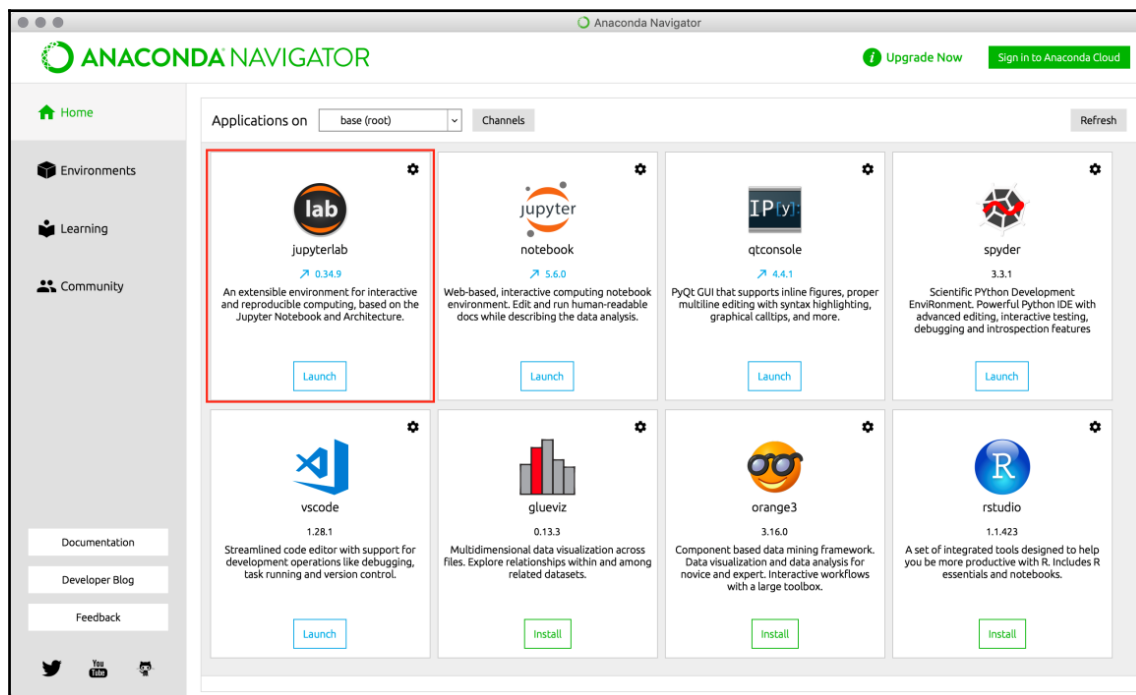 Anaconda Navigator
ANACONDA NAVIGATOR
Upgrade Now
Sign in to Anaconda Cloud
Home
Environments
Learning
Community
Documentation
Developer Blog
Feedback
You
Tube
Applications on
base (root)
Channels
Refresh
lab
jupyterlab
0.34.9
An extensible environment for interactive
and reproducible computing, based on the
Jupyter Notebook and Architecture.
Launch
jupyter
notebook
5.6.0
Web-based, interactive computing notebook
environment. Edit and run human-readable
docs while describing the data analysis.
Launch
IP[y]:
qtconsole
4.4.1
PyQt GUI that supports inline figures, proper
multiline editing with syntax highlighting,
graphical calltips, and more.
Launch
spyder
3.3.1
Scientific PYthon Development
EnviRonment. Powerful Python IDE with
advanced editing, interactive testing,
debugging and introspection features
Launch
vscode
1.28.1
Streamlined code editor with support for
development operations like debugging,
task running and version control.
Launch
glueviz
0.13.3
Multidimensional data visualization across
files. Explore relationships within and among
related datasets.
Install
orange3
3.16.0
Component based data mining framework.
Data visualization and data analysis for
novice and expert. Interactive workflows
with a large toolbox.
Install
R
rstudio
1.1.423
A set of integrated tools designed to help
you be more productive with R. Includes R
essentials and notebooks.
Install